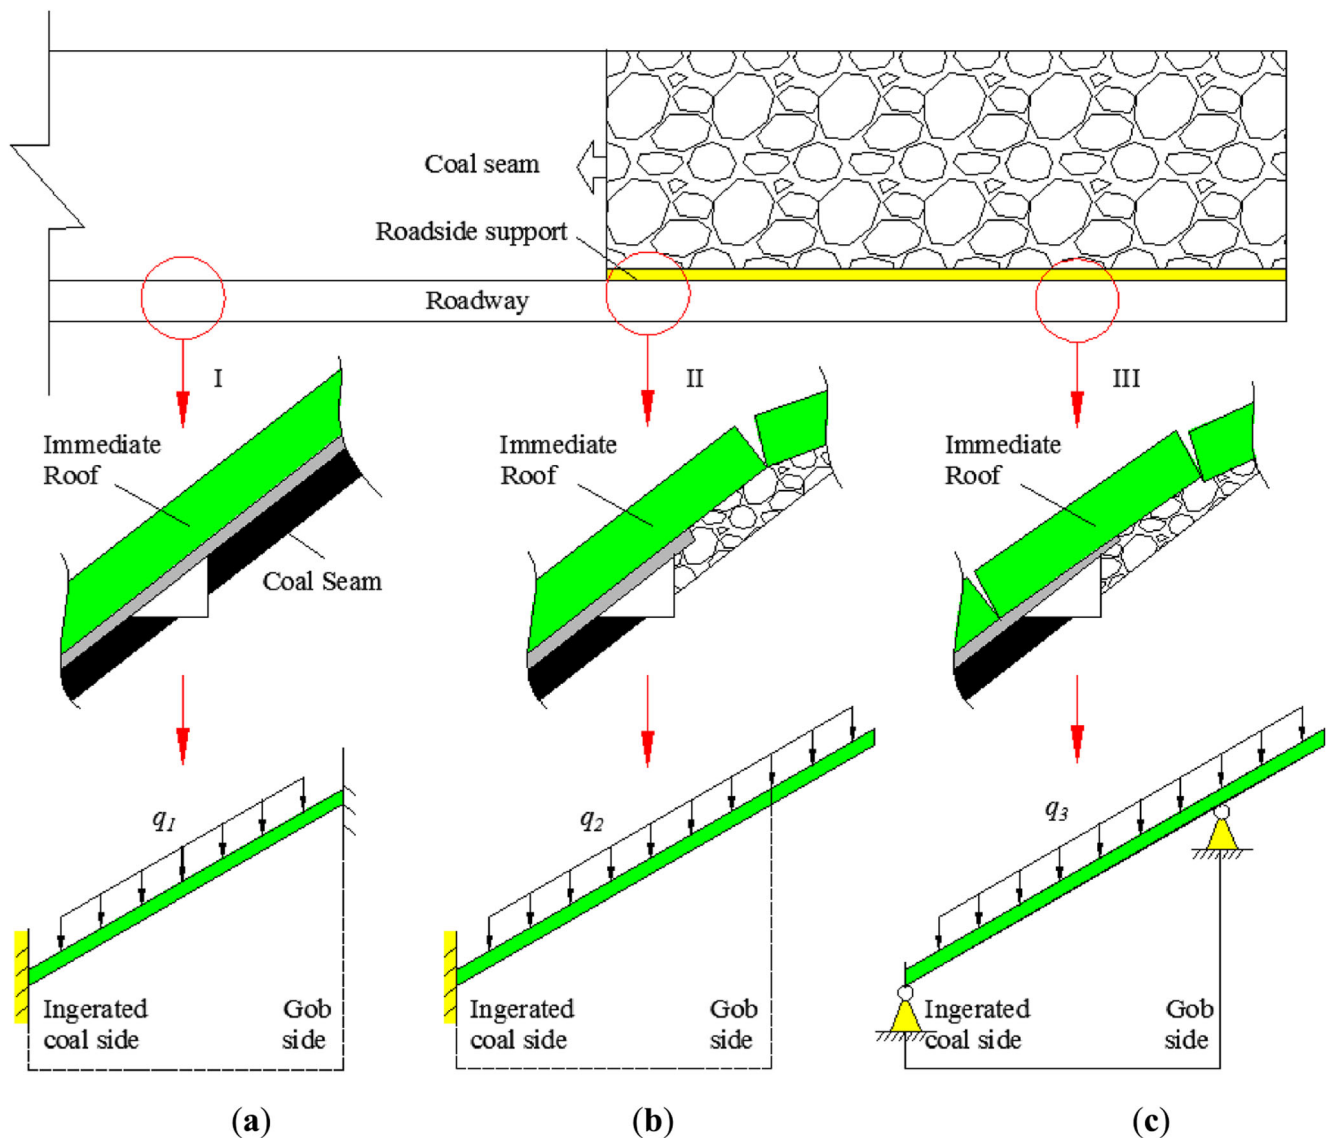 Coal seam
Roadside support
Roadway
I
II
III
Immediate
Roof
Immediate
Roof
Immediate
Roof
Coal Seam
q1
q2
q3
Ingerated
coal side
Gob
side
Ingerated
coal side
Gob
side
Ingerated
coal side
Gob
side
(a)
(b)
(c)